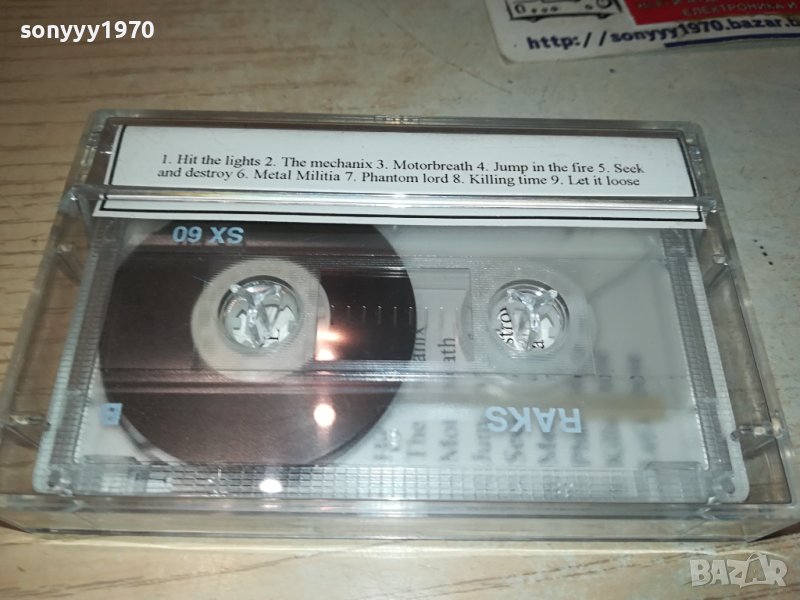 sonyyy1970
ЕЛЕКТРОНИКА И
http://sonyyy1970.bazar.b
1. Hit the lights 2. The mechanix 3. Motorbreath 4. Jump in the fire 5. Seek
and destroy 6. Metal Militia 7. Phantom lord 8. Killing time 9. Let it loose
SX 60
B
RAKS
BAZAR